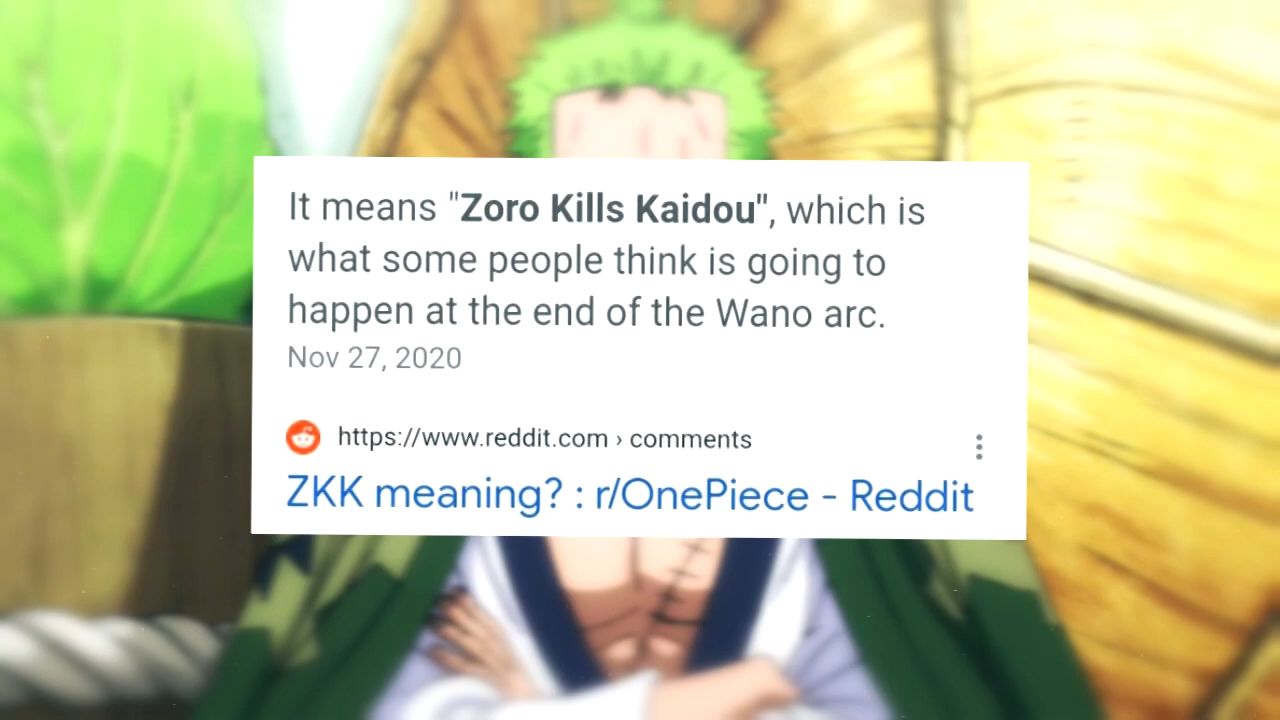 It means "Zoro Kills Kaidou", which is
what some people think is going to
happen at the end of the Wano arc.
Nov 27, 2020
https://www.reddit.com › comments
ZKK meaning? : r/OnePiece - Reddit